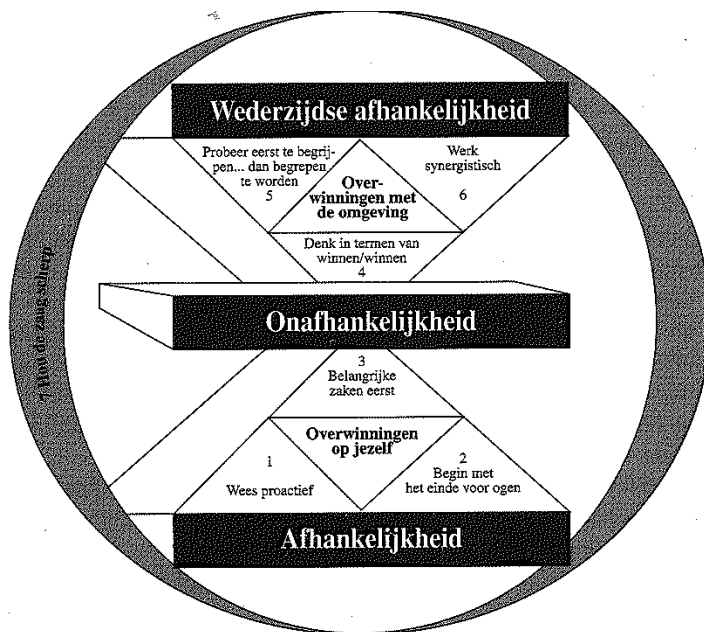 Wederzijdse afhankelijkheid
Probeer eerst te begrij-
pen... dan begrepen
te worden
5
Over-
winningen met
de omgeving
Werk
synergistisch
6
Denk in termen van
winnen/winnen
4
7 Hou de zaag scherp
Onafhankelijkheid
3
Belangrijke
zaken eerst
Overwinningen
op jezelf
1
Wees proactief
2
Begin met
het einde voor ogen
Afhankelijkheid